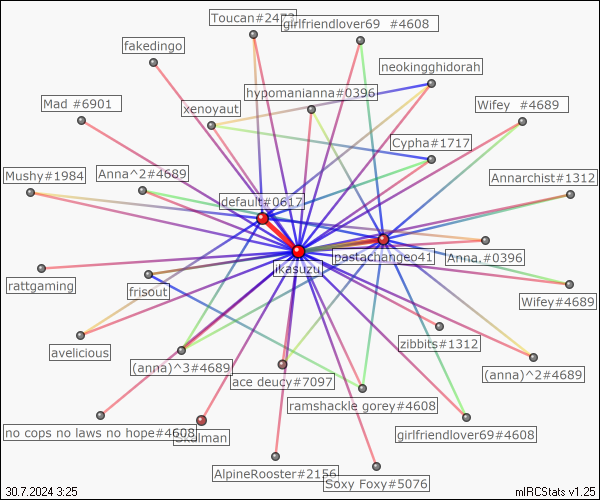 Toucan#2473
girlfriendlover69 #4608
fakedingo
neokingghidorah
hypomanianna#0396
Mad #6901
xenoyaut
Wifey #4689
Cypha#1717
Mushy#1984
Anna^2#4689
Annarchist#1312
default#0617
pastachangeo41
Anna.#0396
ikasuzu
rattgaming
frisout
Wifey#4689
zibbits#1312
avelicious
(anna)^3#4689
(anna)^2#4689
ace deucy#7097
ramshackle gorey#4608
no cops no laws no hope#4608
girlfriendlover69#4608
AlpineRooster#2156
Soxy Foxy#5076
30.7.2024 3:25
mIRCStats v1.25